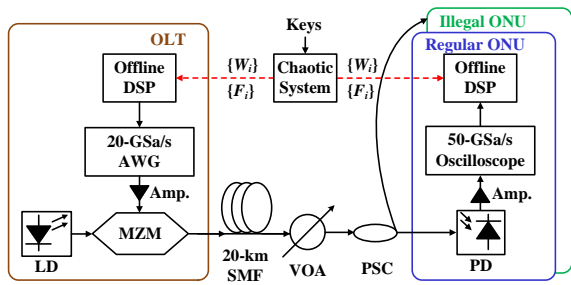 Illegal ONU
Keys
OLT
Regular ONU
Offline
DSP
{Wi}
{Fi}
Chaotic
System
{Wi}
{Fi}
Offline
DSP
20-GSa/s
AWG
50-GSa/s
Oscilloscope
Amp.
Amp.
MZM
LD
20-km
SMF
VOA
PSC
PD